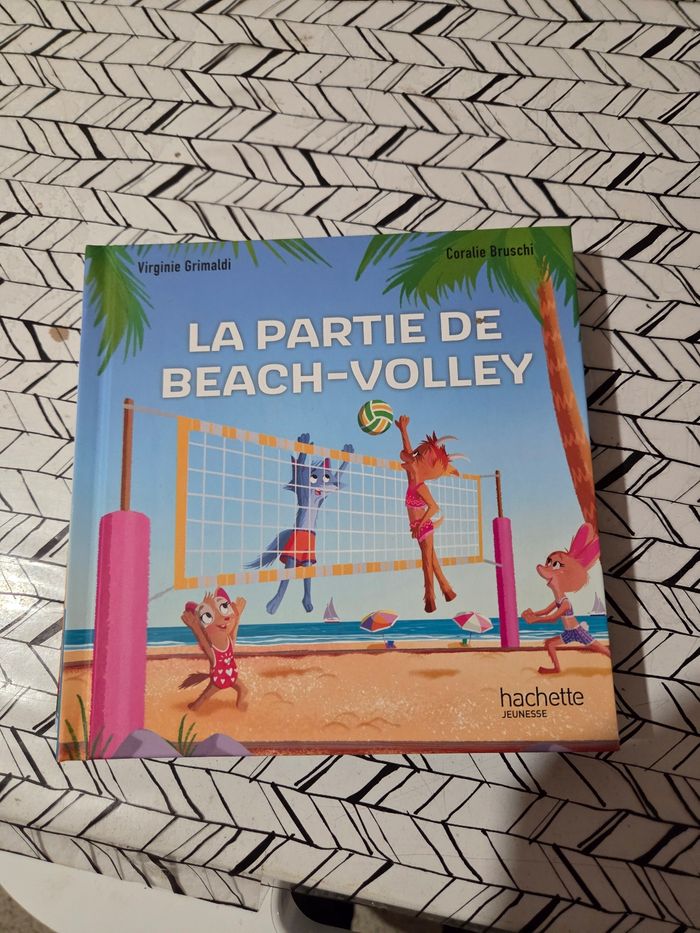 Virginie Grimaldi
Coralie Bruschi
LA PARTIE DE
BEACH-VOLLEY
hachette
JEUNESSE